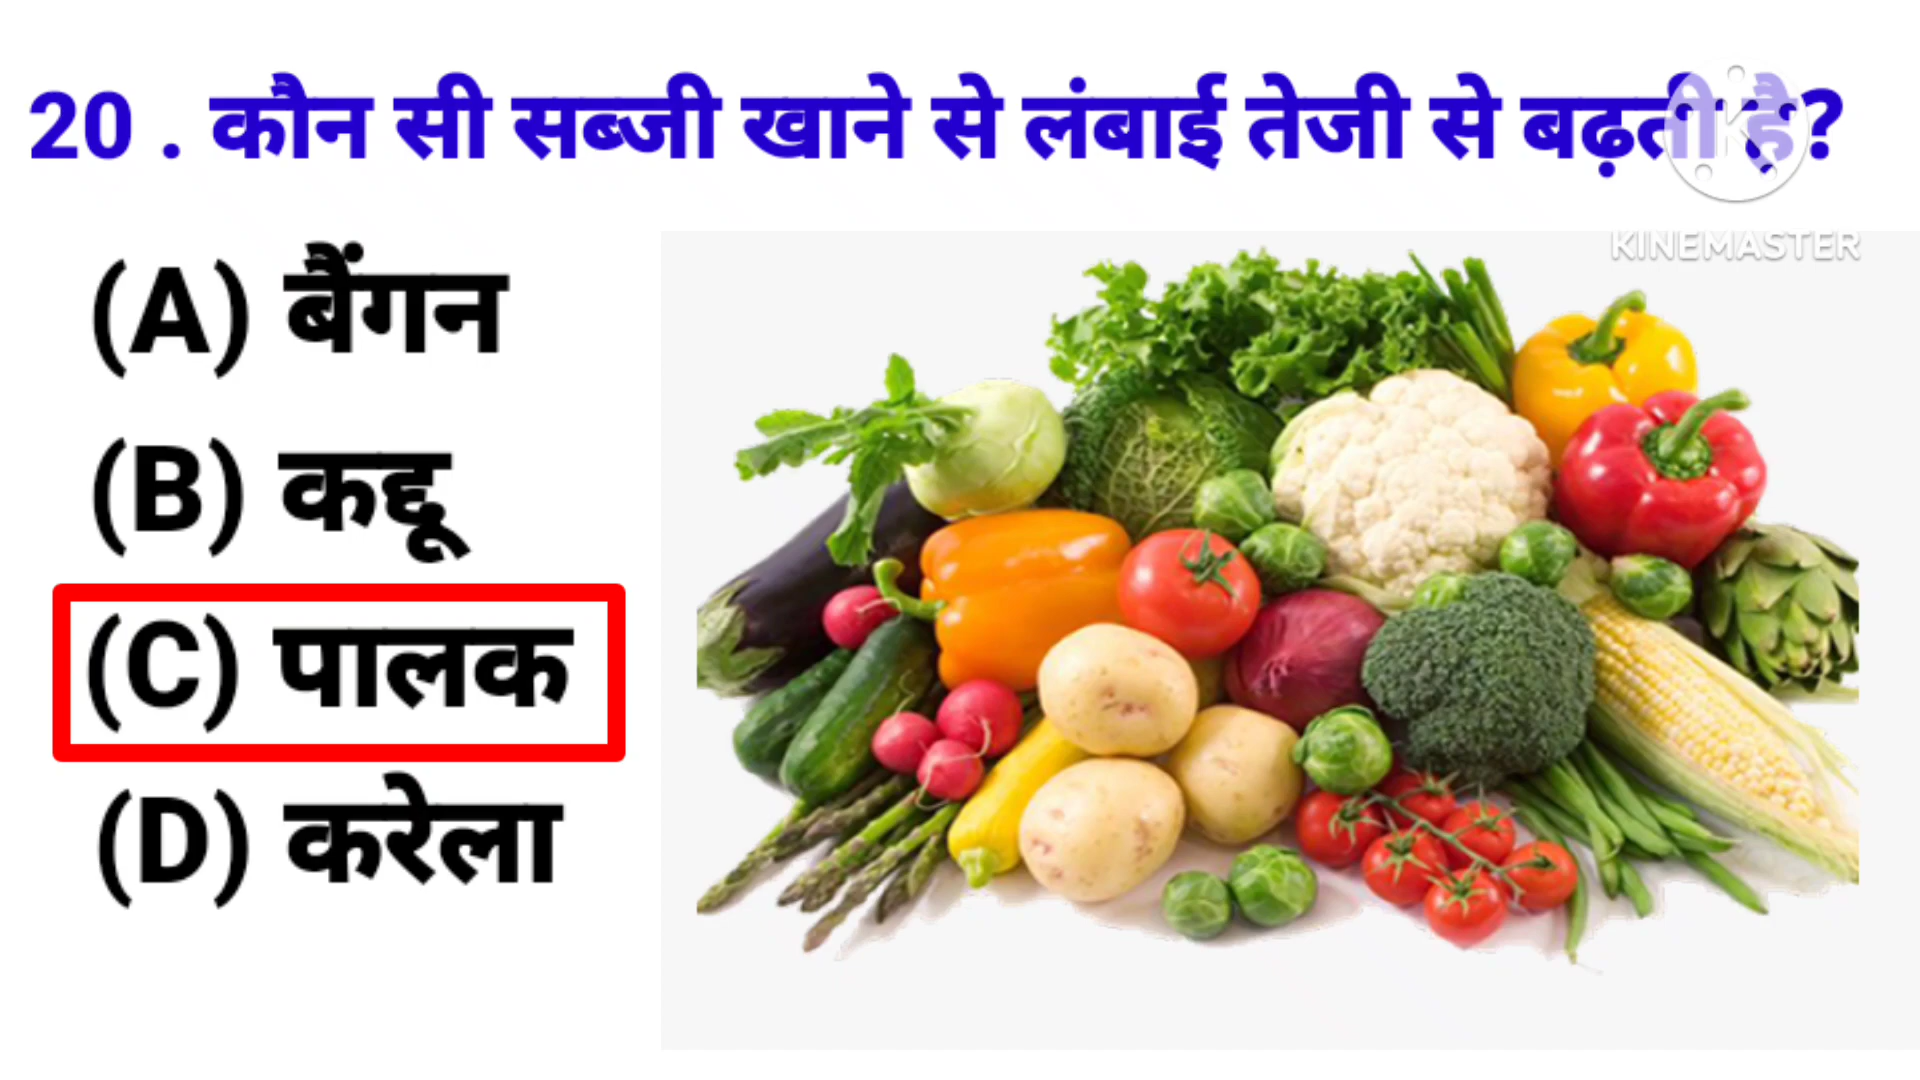 20 . कौन सी सब्जी खाने से लंबाई तेजी से बढ़ती है?
KINEMASTER
(A) बैंगन
(B) कद्दू
(C) पालक
(D) करेला